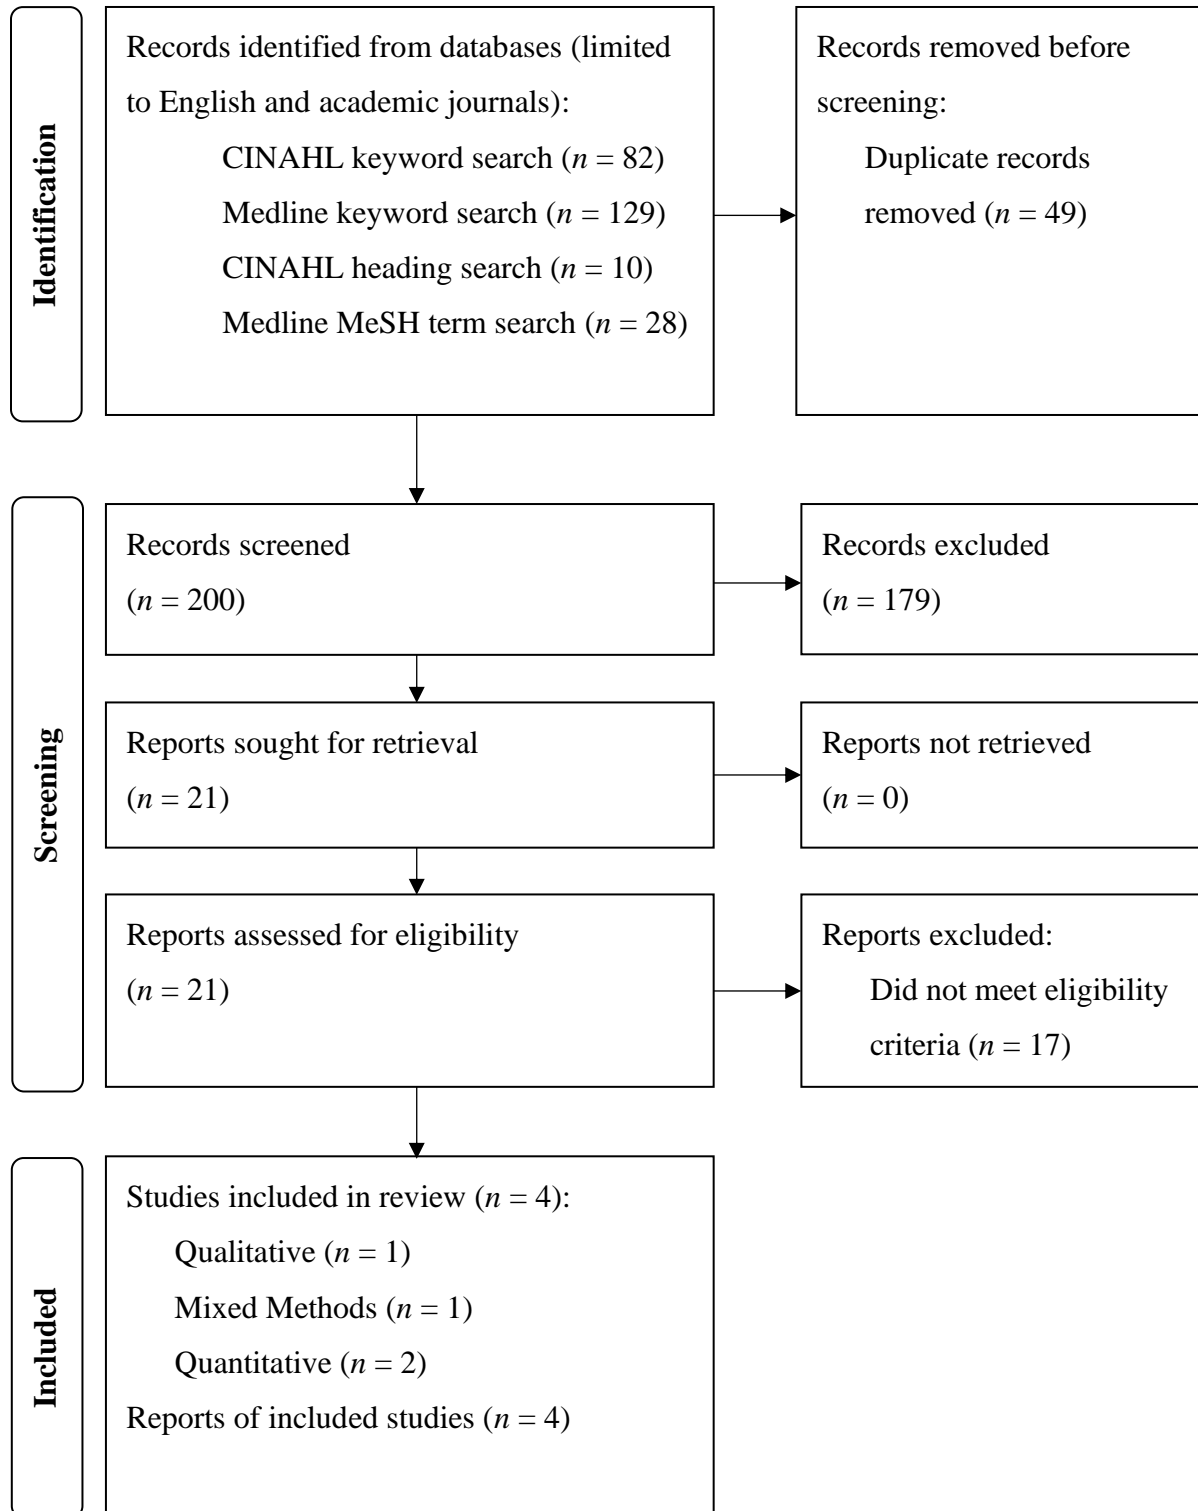 Identification
Records identified from databases (limited
to English and academic journals):
CINAHL keyword search (n = 82)
Medline keyword search (n = 129)
CINAHL heading search (n = 10)
Medline MeSH term search (n = 28)
Records removed before
screening:
Duplicate records
removed (n = 49)
Screening
Records screened
(n = 200)
Records excluded
(n = 179)
Reports sought for retrieval
(n = 21)
Reports not retrieved
(n = 0)
Reports assessed for eligibility
(n = 21)
Reports excluded:
Did not meet eligibility
criteria (n = 17)
Included
Studies included in review (n = 4):
Qualitative (n = 1)
Mixed Methods (n = 1)
Quantitative (n = 2)
Reports of included studies (n = 4)